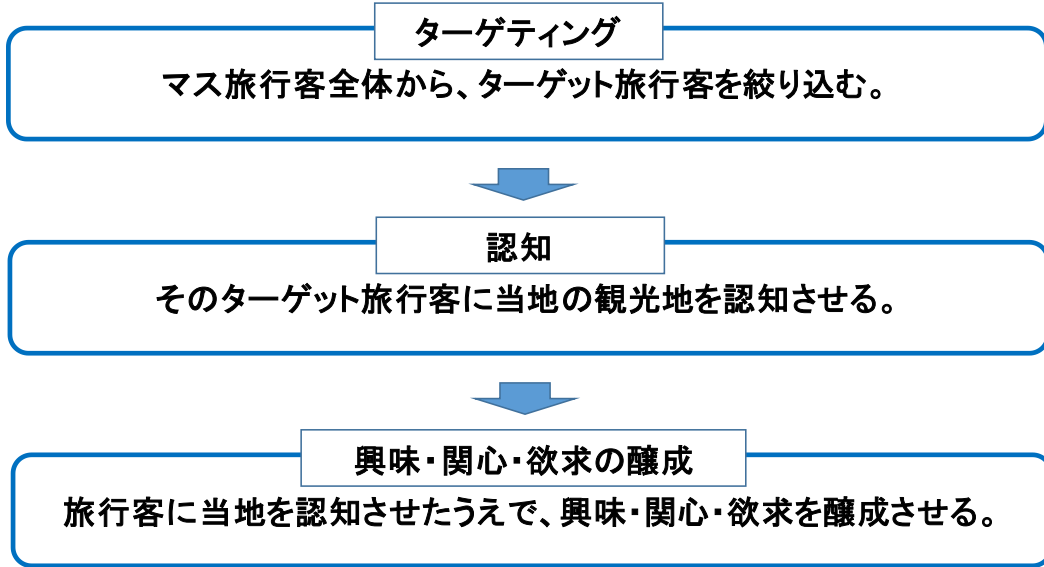 ターゲティング
マス旅行客全体から、ターゲット旅行客を絞り込む。
認知
そのターゲット旅行客に当地の観光地を認知させる。
興味・関心・欲求の醸成
旅行客に当地を認知させたうえで、興味・関心・欲求を醸成させる。